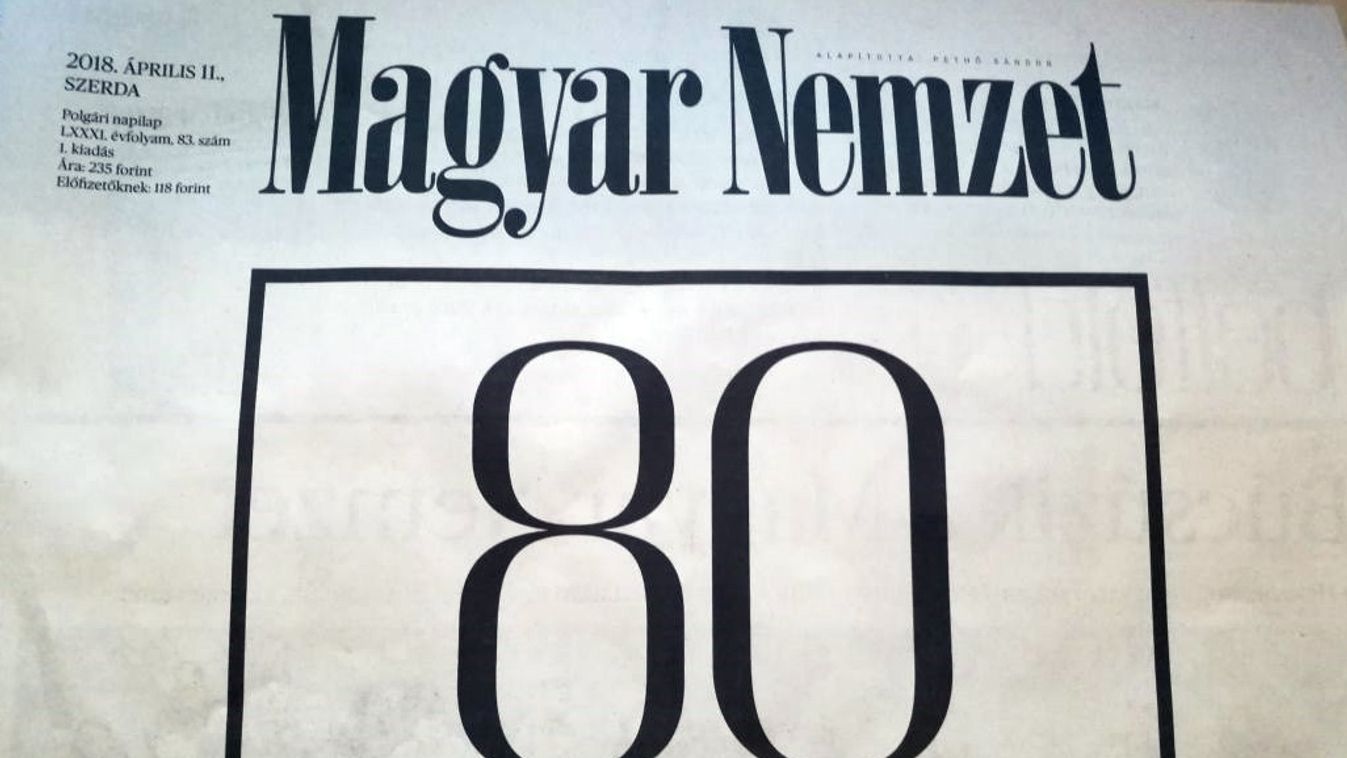 2018. ÁPRILIS 11.,
SZERDA
Polgári napilap
LXXXI. évfolyam, 83. szám
1. kiadás
Ára: 235 forint
Előfizetőknek: 118 forint
ALAPÍTOTTA PETHŐ SÁNDOR
Magyar Nemzet
80